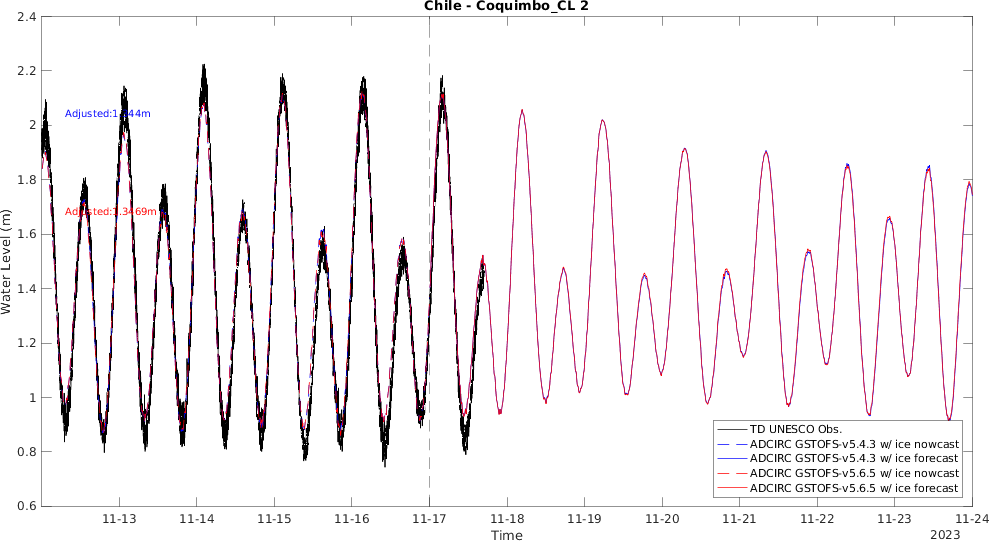 Chile - Coquimbo_CL 2
2.4
2.2
2
1.8
1.6
1.4
1.2
1
0.8
0.6
Water Level (m)
Adjusted:1.344m
Adjusted:1.3469m
TD UNESCO Obs.
ADCIRC GSTOFS-v5.4.3 w/ ice nowcast
ADCIRC GSTOFS-v5.4.3 w/ ice forecast
ADCIRC GSTOFS-v5.6.5 w/ ice nowcast
ADCIRC GSTOFS-v5.6.5 w/ ice forecast
11-13 11-14 11-15 11-16 11-17 11-18 11-19 11-20 11-21 11-22 11-23 11-24
Time
2023